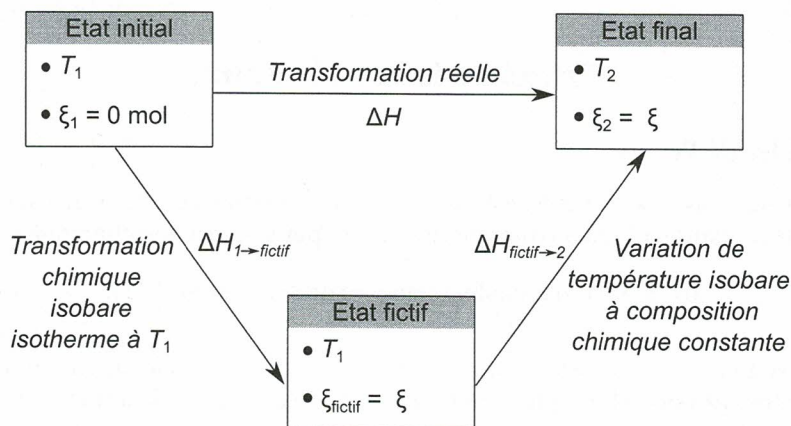 Etat initial
• T₁
• ξ₁ = 0 mol
Transformation réelle
ΔH
Etat final
• T₂
• ξ₂ = ξ
Transformation
chimique
isobare
isotherme à T₁
ΔH₁→fictif
ΔHfictif→2
Variation de
température isobare
à composition
chimique constante
Etat fictif
• T₁
• ξfictif = ξ